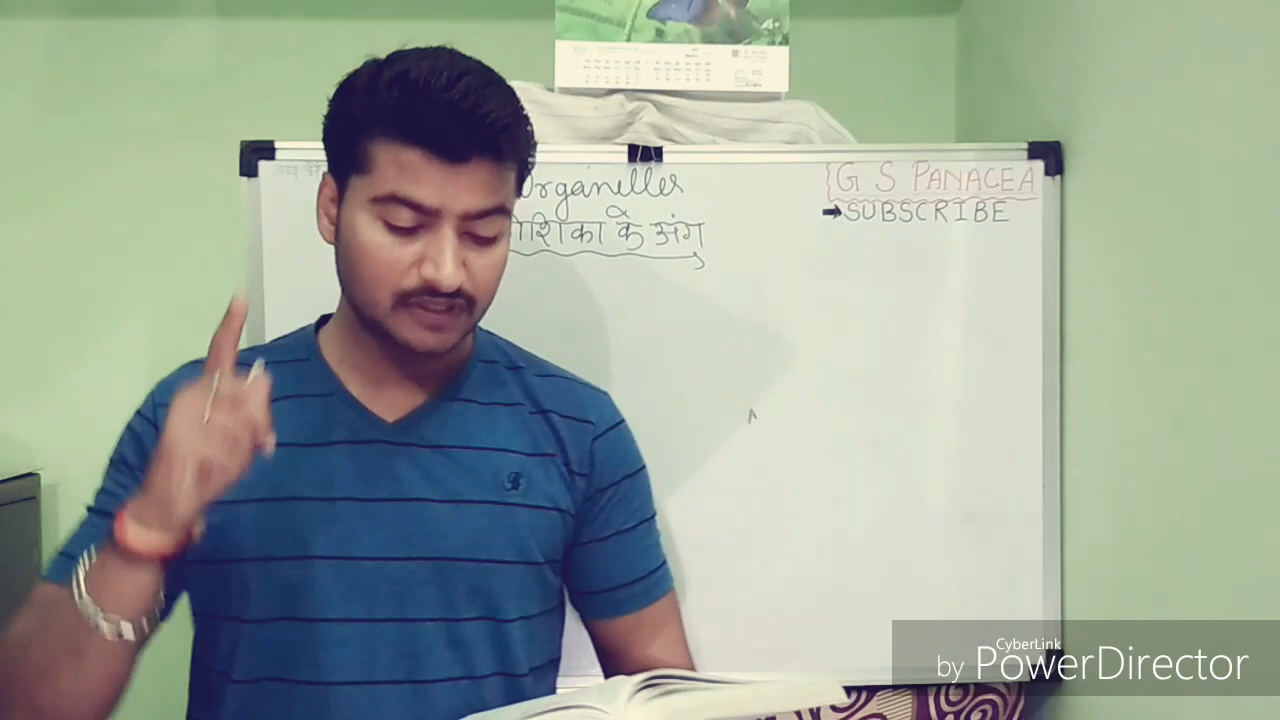 Organelles
कोशिका के अंग
G S PANACEA
SUBSCRIBE
CyberLink
by PowerDirector